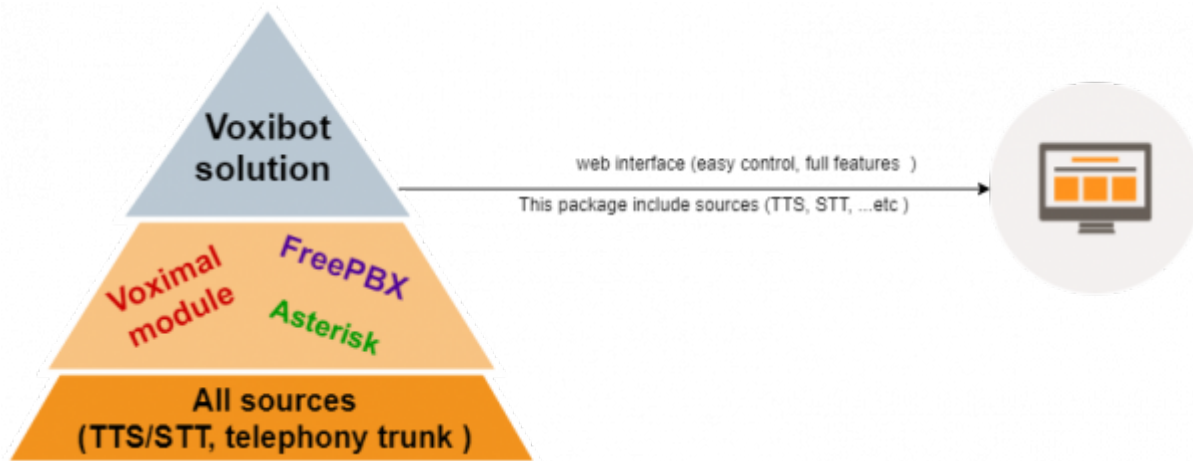 Voxibot
solution
web interface (easy control, full features )
This package include sources (TTS, STT, ...etc )
Voximal
module
FreePBX
Asterisk
All sources
(TTS/STT, telephony trunk )